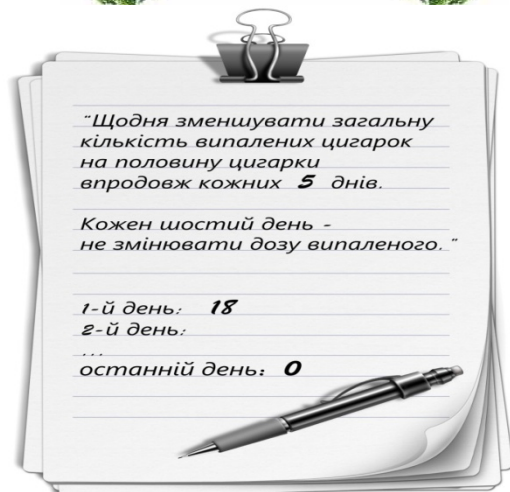 "Щодня зменшувати загальну
кількість випалених цигарок
на половину цигарки
впродовж кожних 5 днів.
Кожен шостий день -
не змінювати дозу випаленого."
1-й день: 18
2-й день:
...
останній день: 0